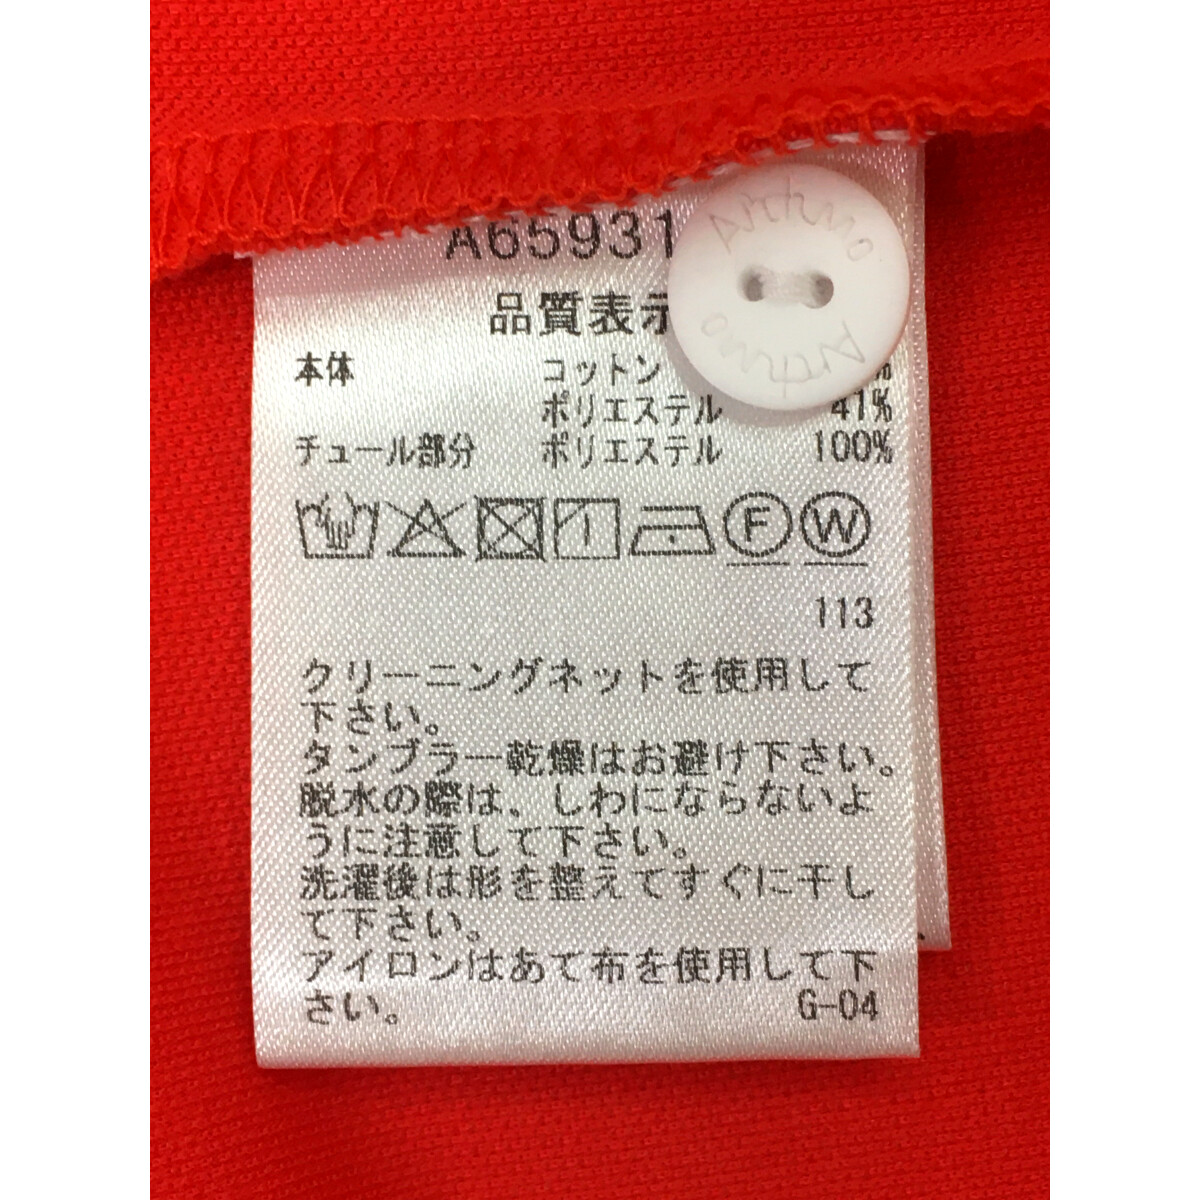 A65931
品質表示
本体 コットン %
ポリエステル 41%
チュール部分 ポリエステル 100%
F W
113
クリーニングネットを使用して
下さい。
タンブラー乾燥はお避け下さい。
脱水の際は、しわにならないよ
うに注意して下さい。
洗濯後は形を整えてすぐに干し
て下さい。
アイロンはあて布を使用して下
さい。 G-04